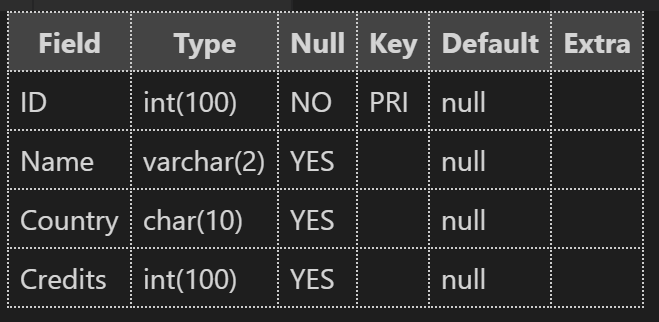 Field Type Null Key Default Extra
ID int(100) NO PRI null
Name varchar(2) YES null
Country char(10) YES null
Credits int(100) YES null